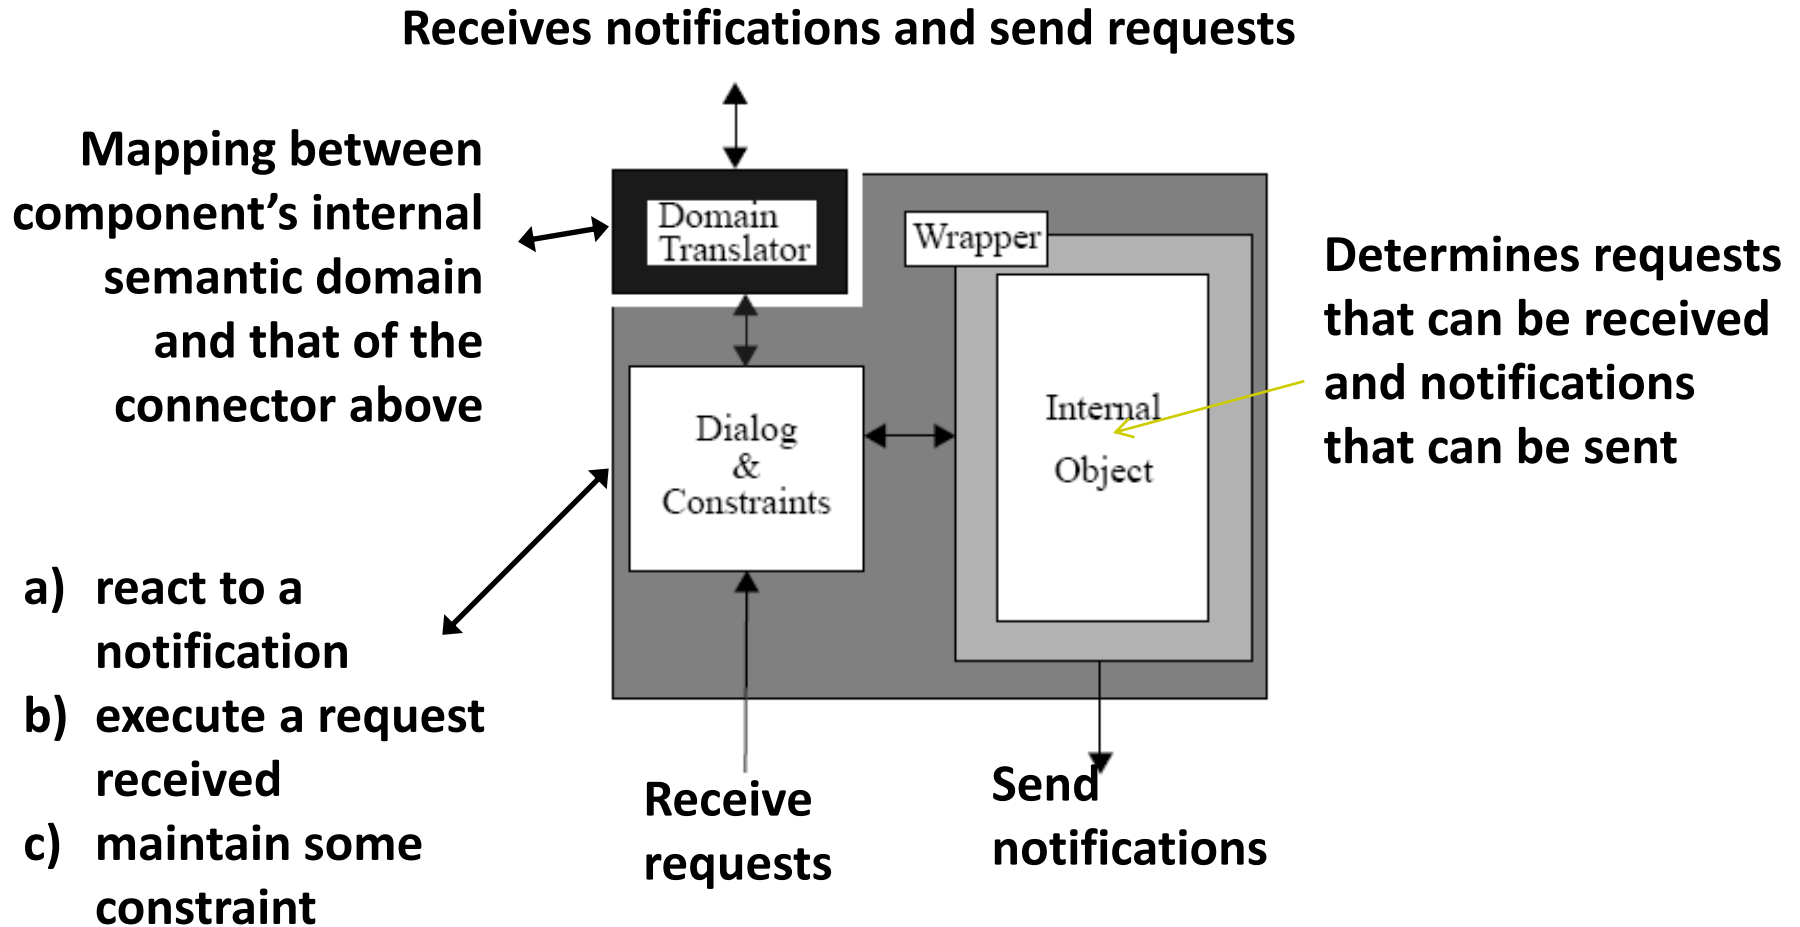 Receives notifications and send requests
Mapping between
component’s internal
semantic domain
and that of the
connector above
Domain
Translator
Wrapper
Determines requests
that can be received
and notifications
that can be sent
Internal
Object
Dialog
&
Constraints
a) react to a
notification
b) execute a request
received
c) maintain some
constraint
Receive
requests
Send
notifications